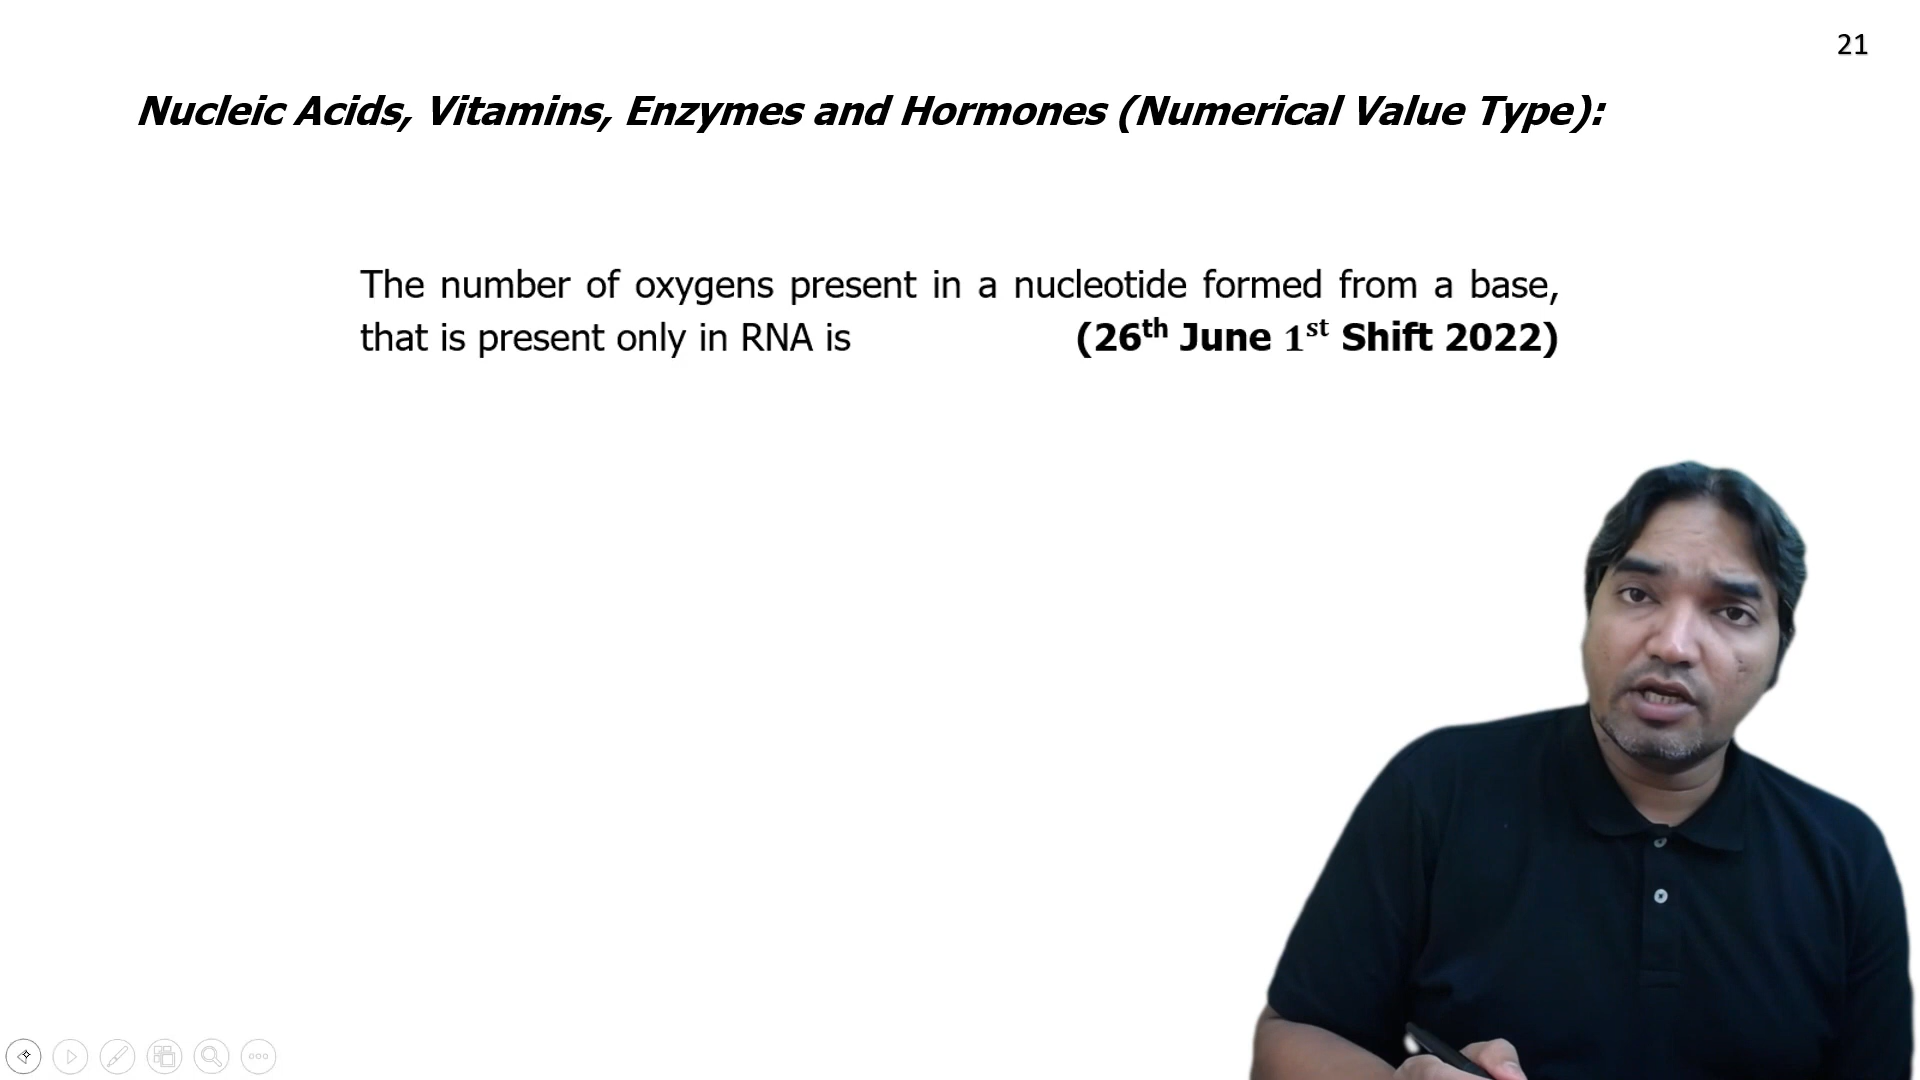 21
Nucleic Acids, Vitamins, Enzymes and Hormones (Numerical Value Type):
The number of oxygens present in a nucleotide formed from a base,
that is present only in RNA is (26th June 1st Shift 2022)